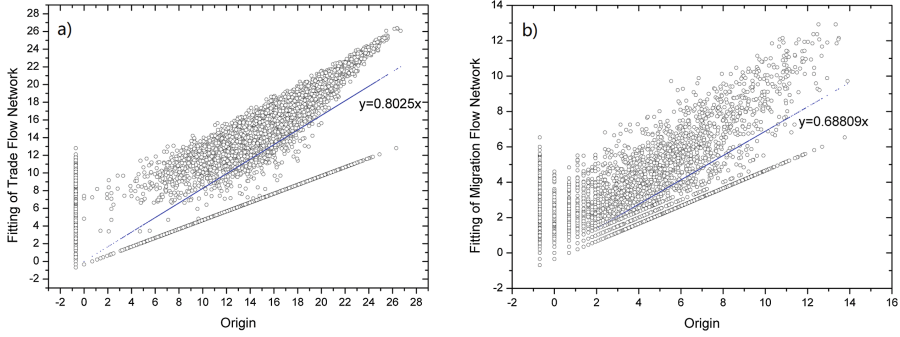 a)
28
26
24
22
20
18
16
14
12
10
8
6
4
2
0
-2
Fitting of Trade Flow Network
y=0.8025x
-2 0 2 4 6 8 10 12 14 16 18 20 22 24 26 28
Origin
b)
14
12
10
8
6
4
2
0
-2
Fitting of Migration Flow Network
y=0.68809x
-2 0 2 4 6 8 10 12 14 16
Origin